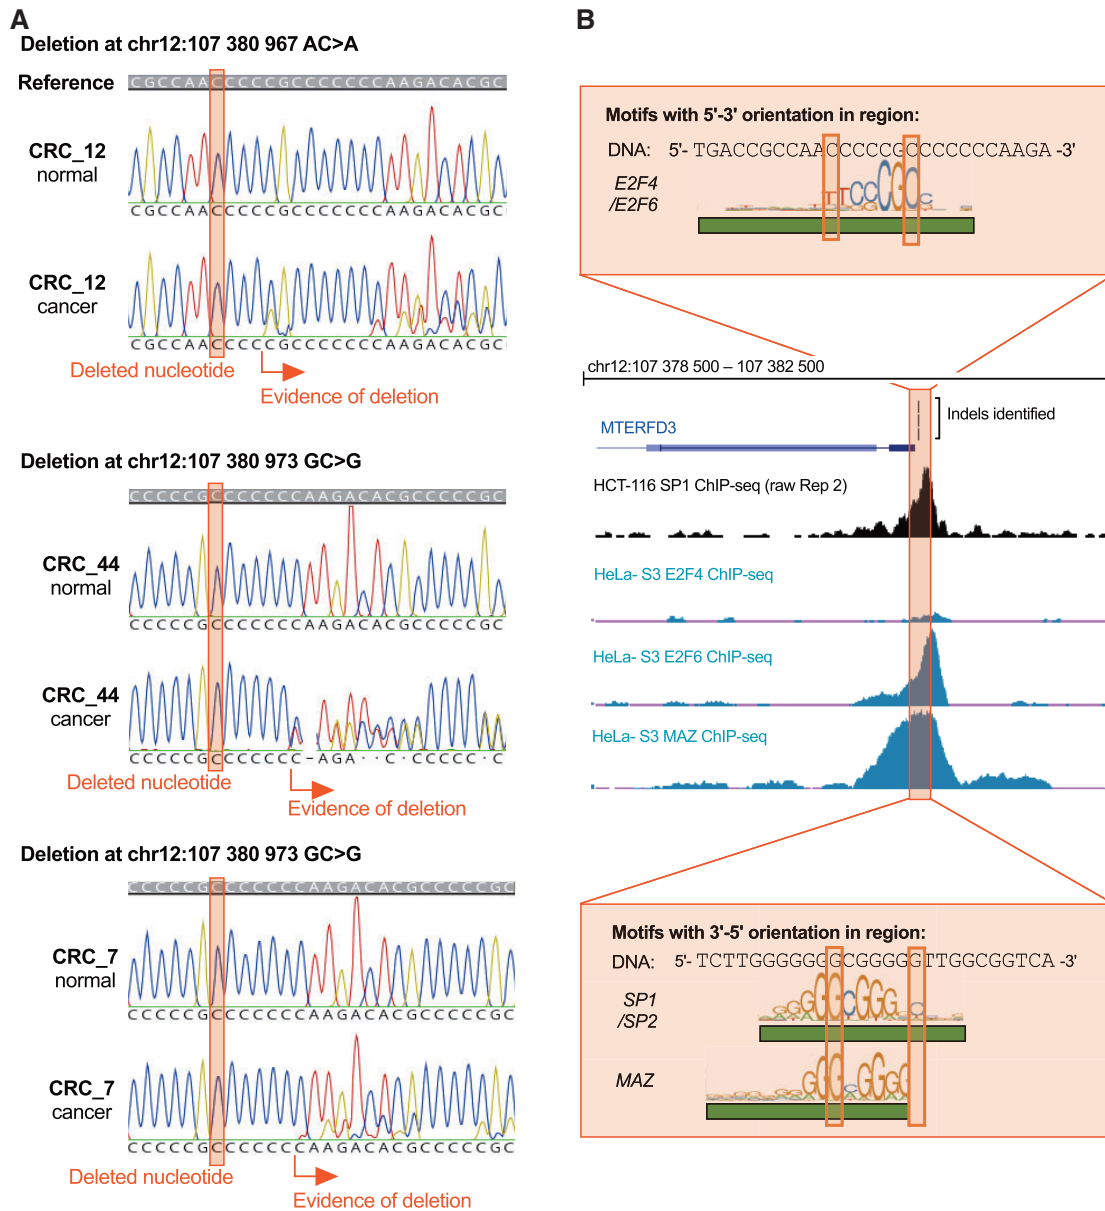 A
Deletion at chr12:107 380 967 AC>A
Reference
CGCCAACCCCCGCCCCCCCAAGACACGC
CRC_12
normal
CGCCAACCCCCGCCCCCCCAAGACACGC
CRC_12
cancer
CGCCAACCCCCGCCCCCCCAAGACACGC
Deleted nucleotide
Evidence of deletion
Deletion at chr12:107 380 973 GC>G
CCCCCGCCCCCCCAAGACACGCCCCCGC
CRC_44
normal
CCCCCGCCCCCCCAAGACACGCCCCCGC
CRC_44
cancer
CCCCCGCCCCCCC-AGA··C·CCCCC·C
Deleted nucleotide
Evidence of deletion
Deletion at chr12:107 380 973 GC>G
CCCCCGCCCCCCCAAGACACGCCCCCGC
CRC_7
normal
CCCCCGCCCCCCCAAGACACGCCCCCGC
CRC_7
cancer
CCCCCGCCCCCCCAAGACACGCCCCCGC
Deleted nucleotide
Evidence of deletion
B
Motifs with 5'-3' orientation in region:
DNA: 5'- TGACCGCCAACCCCCGCCCCCCCAAGA -3'
E2F4
/E2F6
chr12:107 378 500 – 107 382 500
Indels identified
MTERFD3
HCT-116 SP1 ChIP-seq (raw Rep 2)
HeLa- S3 E2F4 ChIP-seq
HeLa- S3 E2F6 ChIP-seq
HeLa- S3 MAZ ChIP-seq
Motifs with 3'-5' orientation in region:
DNA: 5'- TCTTGGGGGGGCGGGGGTTGGCGGTCA -3'
SP1
/SP2
MAZ